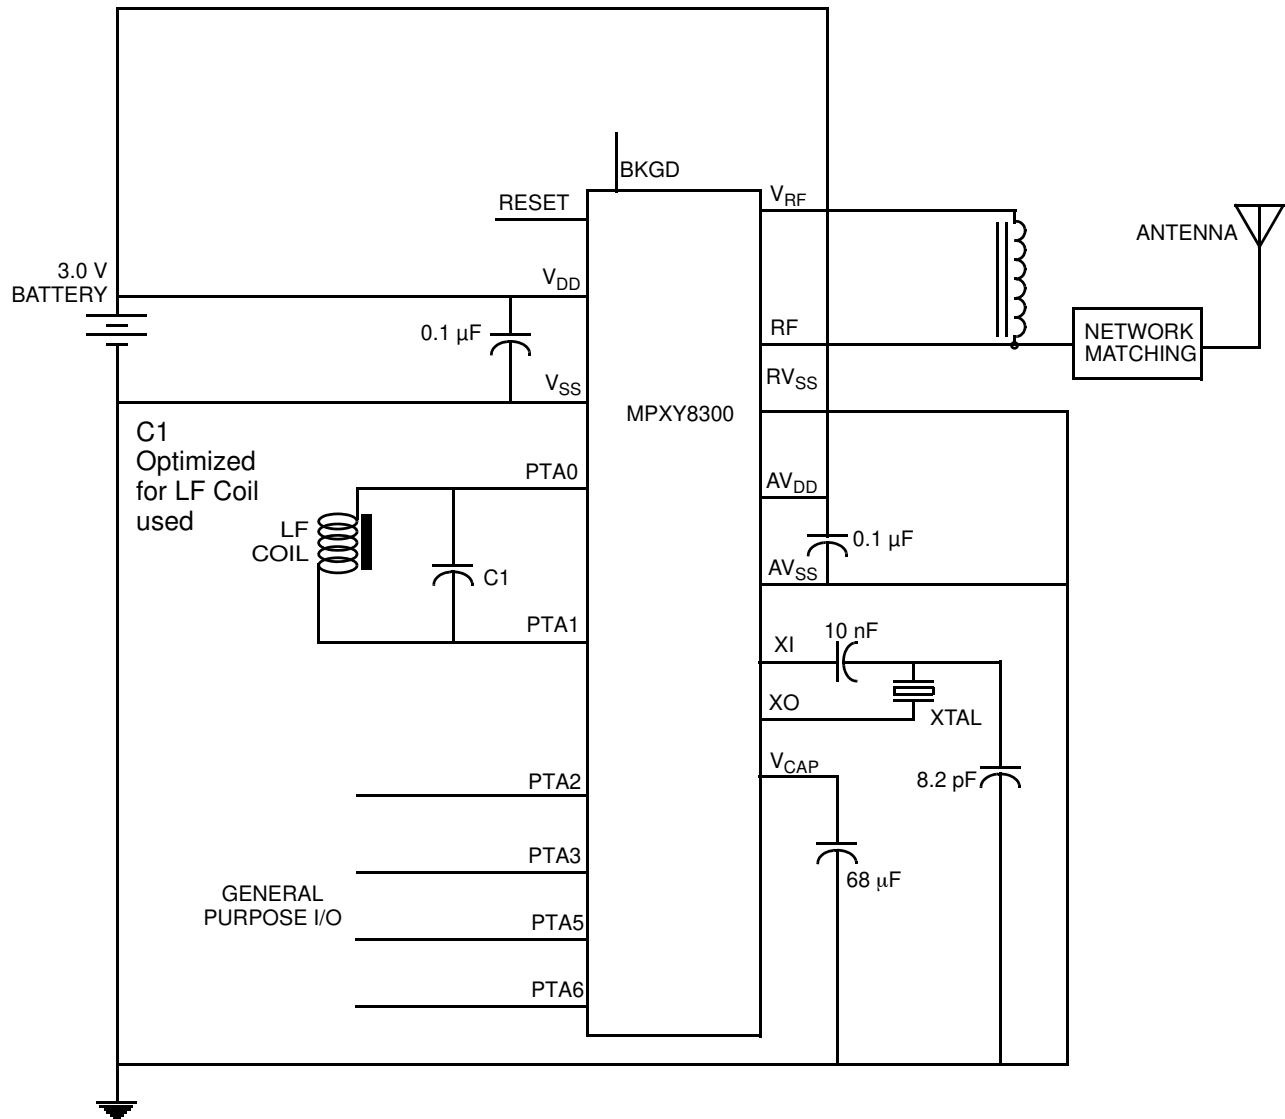 BKGD
RESET
V_RF
ANTENNA
3.0 V
BATTERY
V_DD
0.1 µF
RF
NETWORK
MATCHING
V_SS
RV_SS
MPXY8300
C1
Optimized
for LF Coil
used
PTA0
AV_DD
LF
COIL
C1
0.1 µF
AV_SS
PTA1
10 nF
XI
XO
XTAL
V_CAP
8.2 pF
PTA2
PTA3
68 µF
GENERAL
PURPOSE I/O
PTA5
PTA6